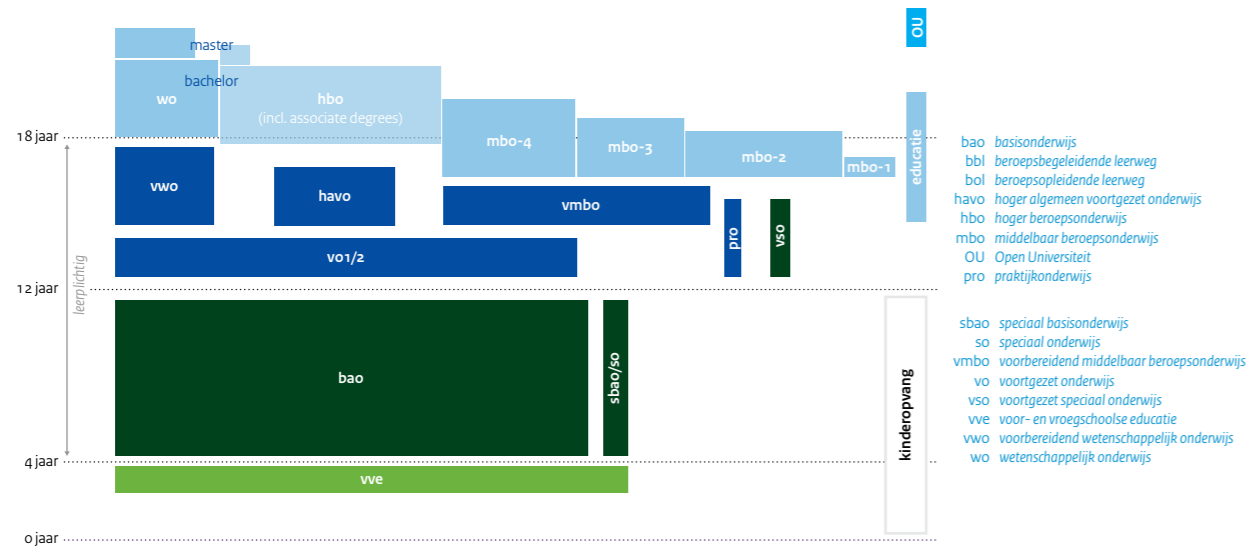 OU
master
bachelor
wo
hbo
(incl. associate degrees)
18 jaar
mbo-4
mbo-3
mbo-2
mbo-1
educatie
vwo
havo
vmbo
pro
vso
vo1/2
12 jaar
leerplichtig
bao
sbao/so
kinderopvang
4 jaar
vve
0 jaar
bao basisonderwijs
bbl beroepsbegeleidende leerweg
bol beroepsopleidende leerweg
havo hoger algemeen voortgezet onderwijs
hbo hoger beroepsonderwijs
mbo middelbaar beroepsonderwijs
OU Open Universiteit
pro praktijkonderwijs
sbao speciaal basisonderwijs
so speciaal onderwijs
vmbo voorbereidend middelbaar beroepsonderwijs
vo voortgezet onderwijs
vso voortgezet speciaal onderwijs
vve voor- en vroegschoolse educatie
vwo voorbereidend wetenschappelijk onderwijs
wo wetenschappelijk onderwijs